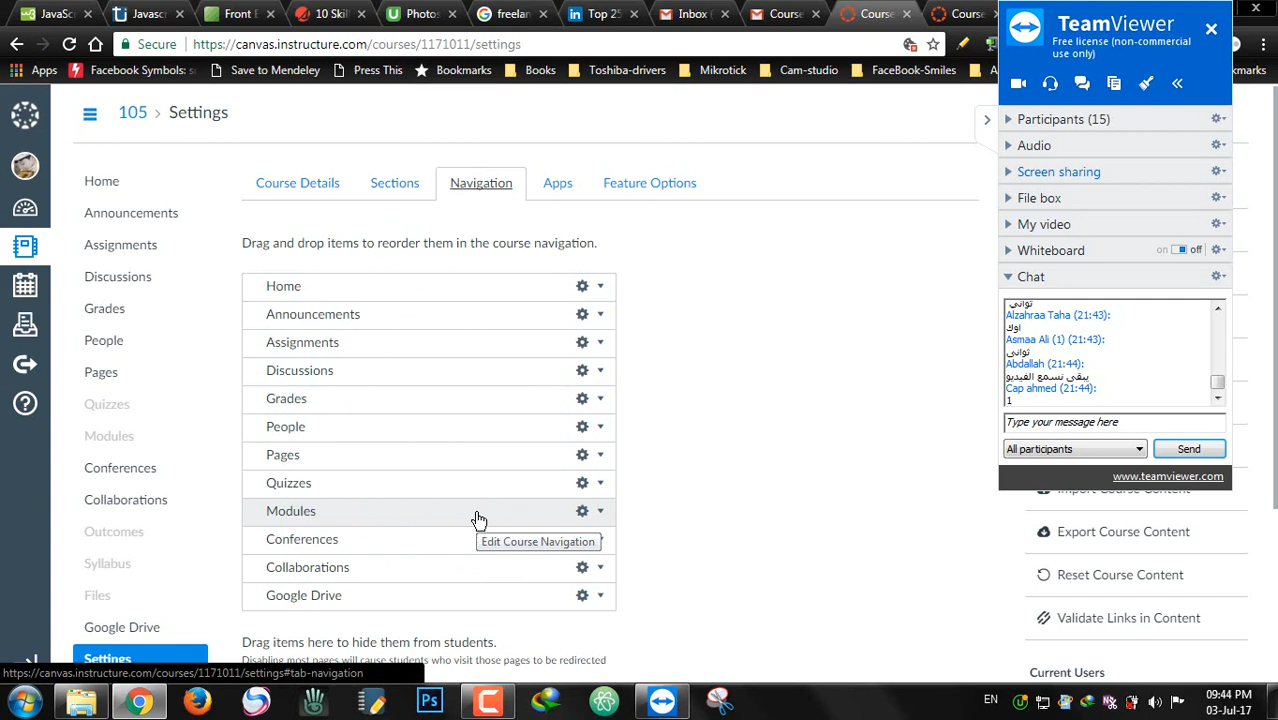 JavaScri
Javascri
Front E
10 Skil
Photos
freelan
Top 25
Inbox (
Course
Course
Course
Secure
https://canvas.instructure.com/courses/1171011/settings
Apps
Facebook Symbols: s
Save to Mendeley
Press This
Bookmarks
Books
Toshiba-drivers
Mikrotick
Cam-studio
FaceBook-Smiles
TeamViewer
Free license (non-commercial
use only)
Participants (15)
Audio
Screen sharing
File box
My video
Whiteboard
on
off
Chat
ثوانى
Alzahraa Taha (21:43):
اوك
Asmaa Ali (1) (21:43):
ثوانى
Abdallah (21:44):
يبقى نسمع الفيديو
Cap ahmed (21:44):
1
Type your message here
All participants
Send
www.teamviewer.com
105 > Settings
Home
Announcements
Assignments
Discussions
Grades
People
Pages
Quizzes
Modules
Conferences
Collaborations
Outcomes
Syllabus
Files
Google Drive
Settings
Course Details
Sections
Navigation
Apps
Feature Options
Drag and drop items to reorder them in the course navigation.
Home
Announcements
Assignments
Discussions
Grades
People
Pages
Quizzes
Modules
Edit Course Navigation
Conferences
Collaborations
Google Drive
Drag items here to hide them from students.
Disabling most pages will cause students who visit those pages to be redirected
Import Course Content
Export Course Content
Reset Course Content
Validate Links in Content
Current Users
https://canvas.instructure.com/courses/1171011/settings#tab-navigation
Ps
EN
09:44 PM
03-Jul-17